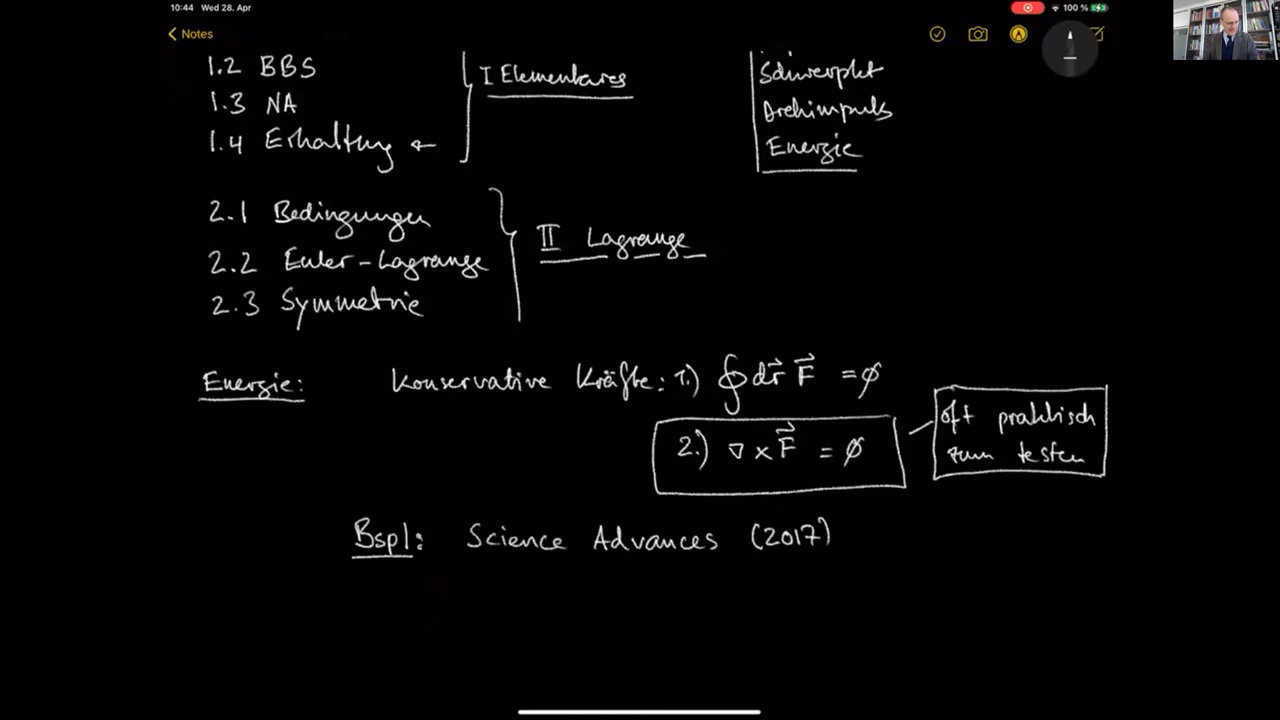 10:44 Wed 28. Apr
100 %
Notes
1.2 BBS
1.3 NA
1.4 Erhaltung ←
I Elementares
Schwerpkt
Drehimpuls
Energie
2.1 Bedingungen
2.2 Euler-Lagrange
2.3 Symmetrie
II Lagrange
Energie: Konservative Kräfte: 1.) ∮ dr⃗ F⃗ = ∅
2.) ∇ × F⃗ = ∅
oft praktisch
zum testen
Bspl: Science Advances (2017)